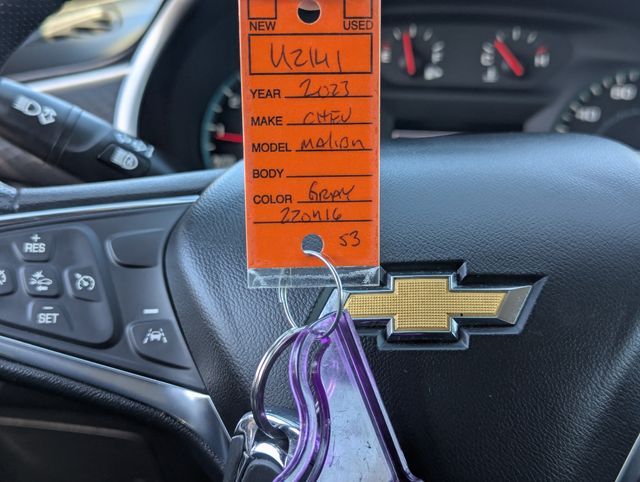 NEW USED
U2141
YEAR 2023
MAKE CHEV
MODEL MALIBU
BODY
COLOR GRAY
220416
53
+
RES
SET
-
F
H